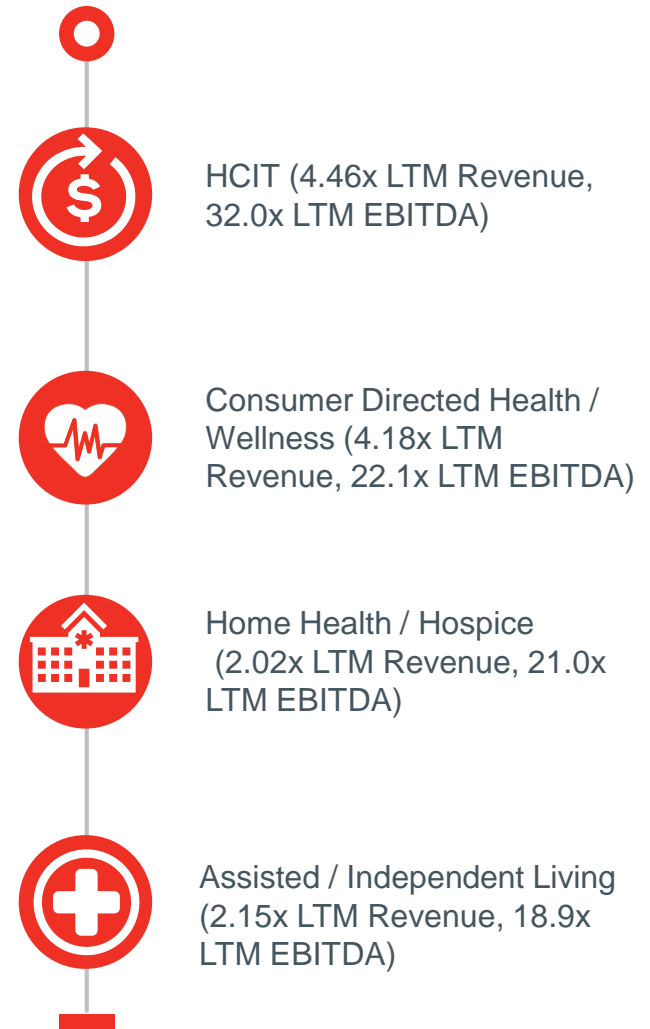 $
HCIT (4.46x LTM Revenue,
32.0x LTM EBITDA)
Consumer Directed Health /
Wellness (4.18x LTM
Revenue, 22.1x LTM EBITDA)
Home Health / Hospice
(2.02x LTM Revenue, 21.0x
LTM EBITDA)
Assisted / Independent Living
(2.15x LTM Revenue, 18.9x
LTM EBITDA)